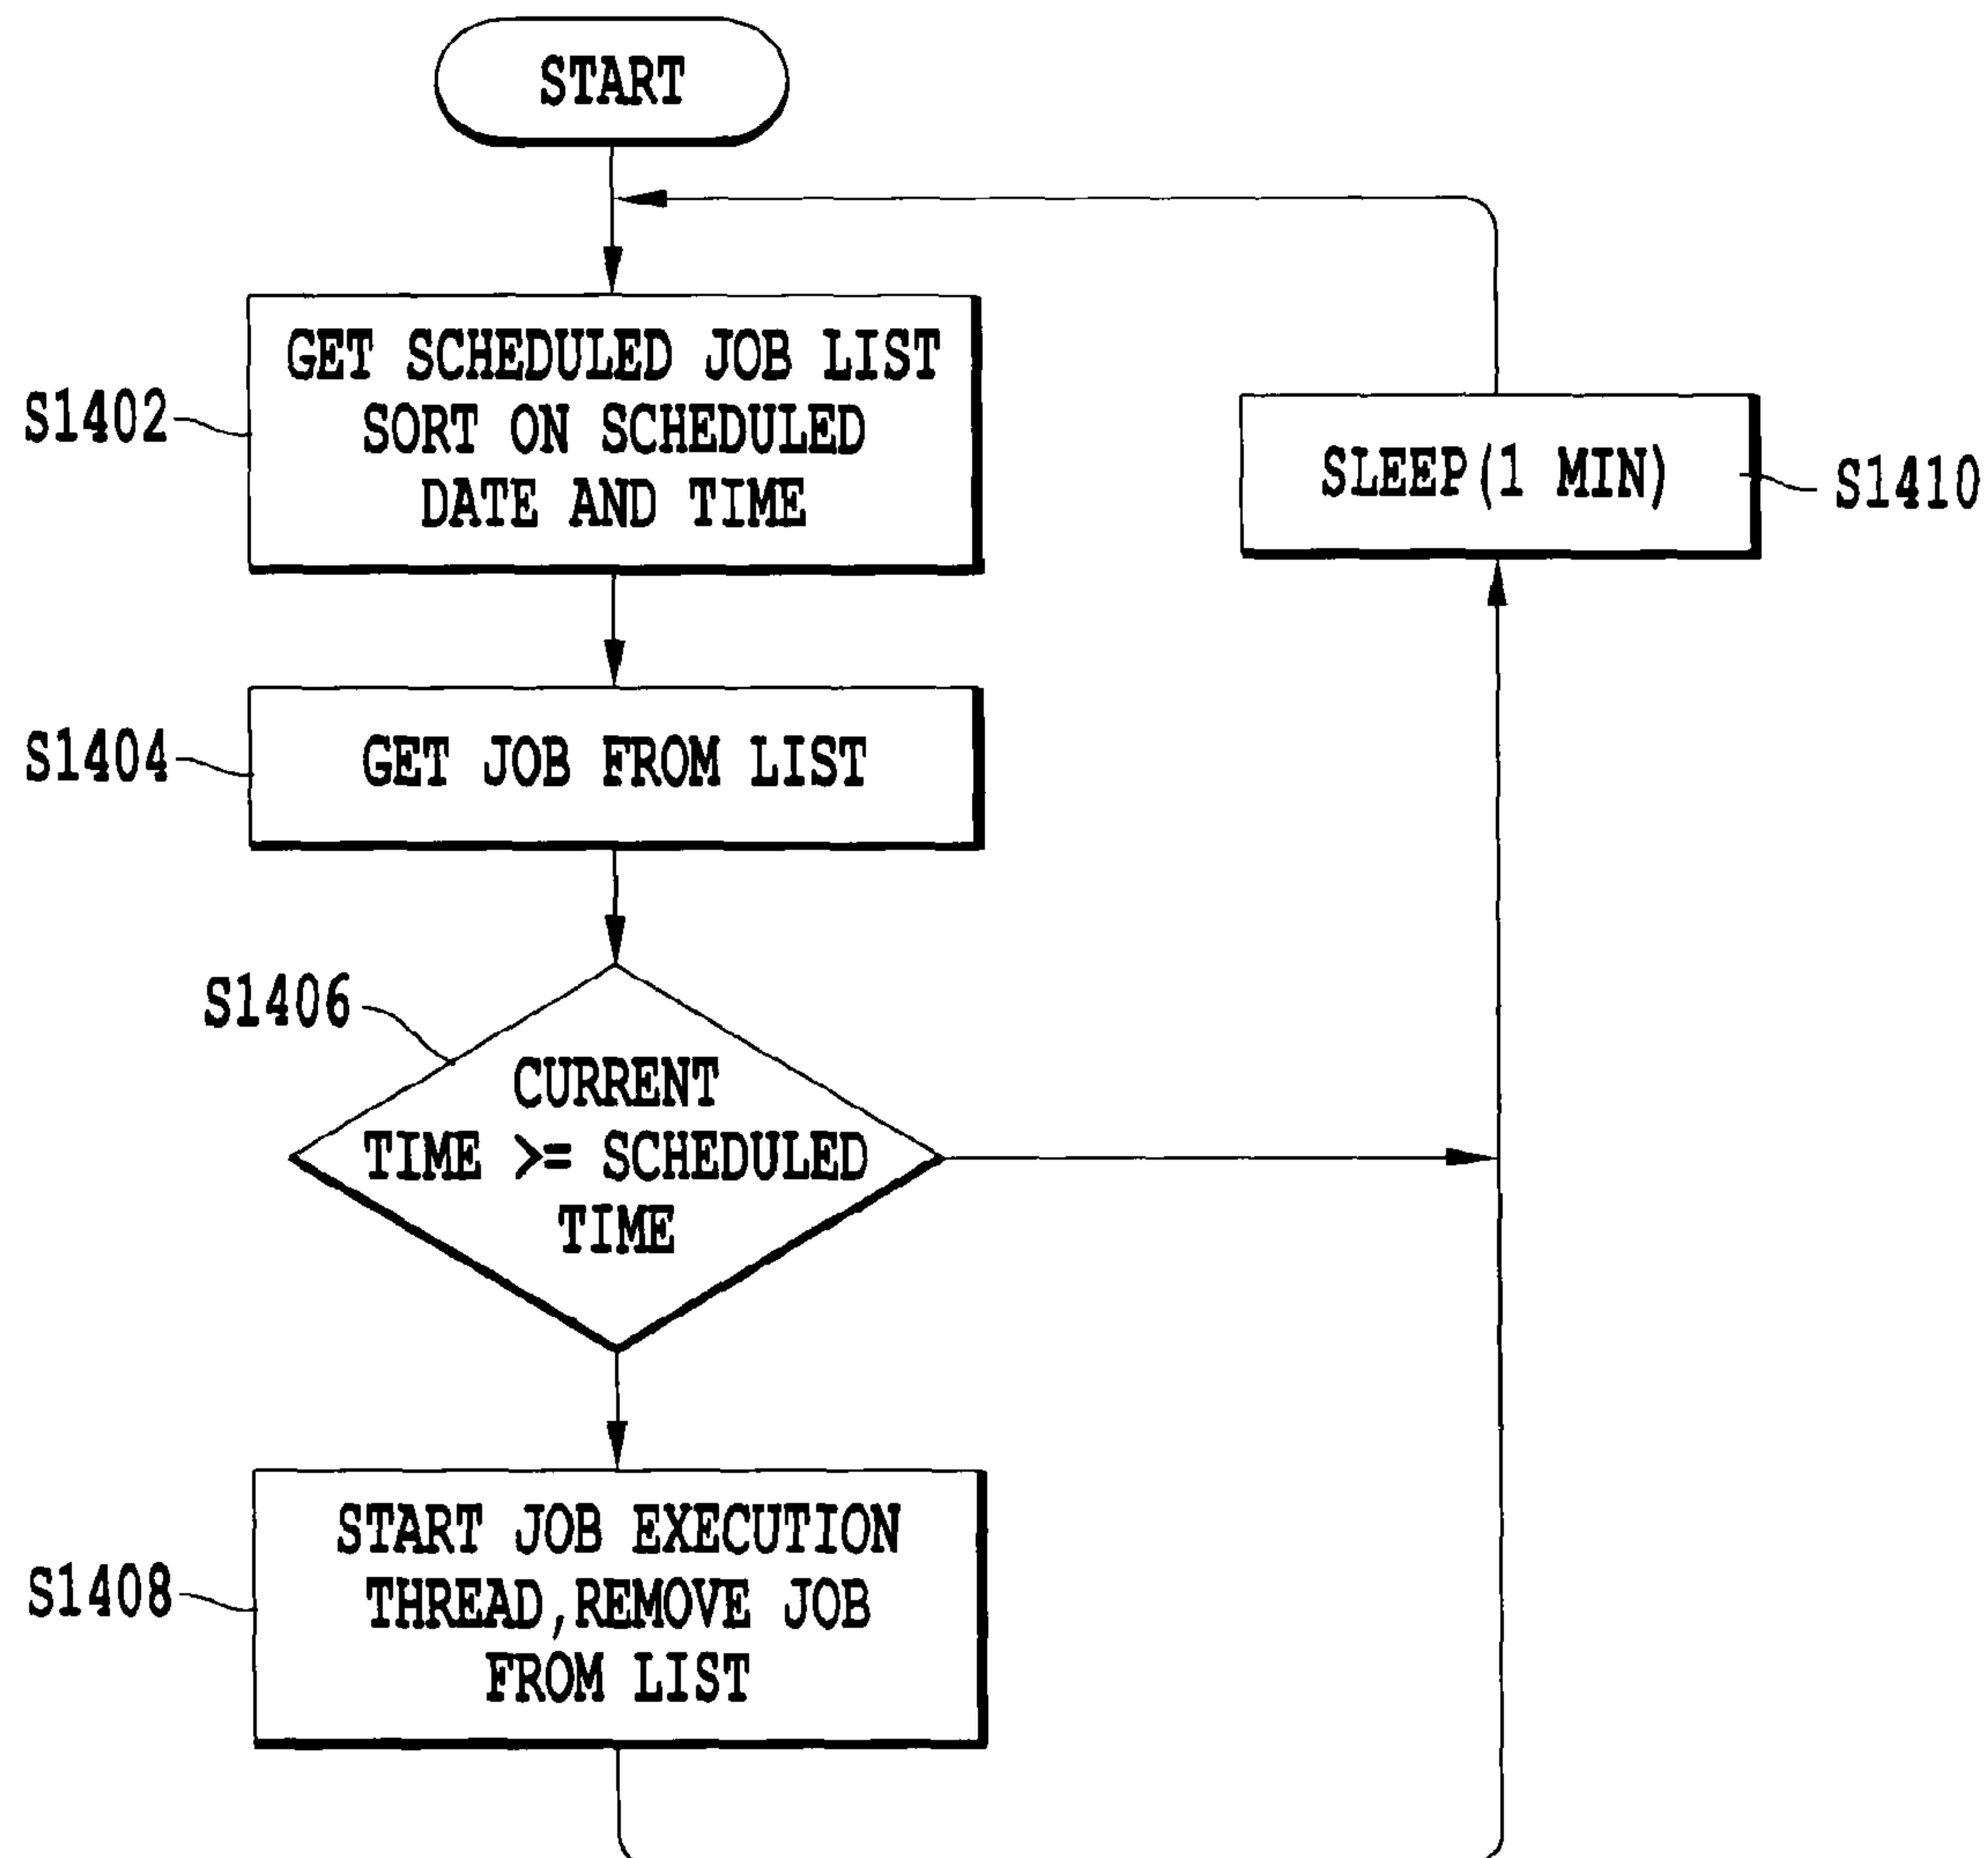 START
GET SCHEDULED JOB LIST
SORT ON SCHEDULED
DATE AND TIME
S1402
SLEEP(1 MIN)
S1410
GET JOB FROM LIST
S1404
S1406
CURRENT
TIME >= SCHEDULED
TIME
START JOB EXECUTION
THREAD,REMOVE JOB
FROM LIST
S1408